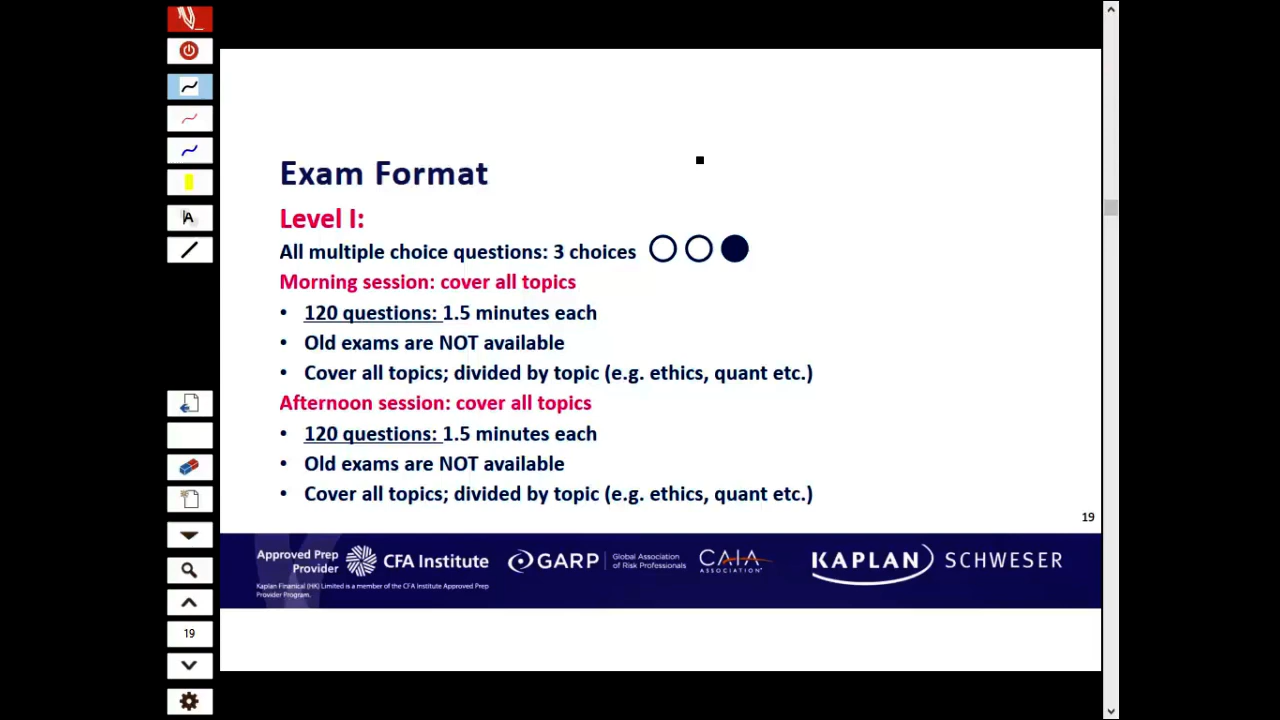 Exam Format
Level I:
All multiple choice questions: 3 choices
Morning session: cover all topics
• 120 questions: 1.5 minutes each
• Old exams are NOT available
• Cover all topics; divided by topic (e.g. ethics, quant etc.)
Afternoon session: cover all topics
• 120 questions: 1.5 minutes each
• Old exams are NOT available
• Cover all topics; divided by topic (e.g. ethics, quant etc.)
19
Approved Prep
Provider
CFA Institute
Kaplan Finanical (HK) Limited is a member of the CFA Institute Approved Prep
Provider Program.
GARP
Global Association
of Risk Professionals
CAIA
ASSOCIATION
KAPLAN SCHWESER
A
19